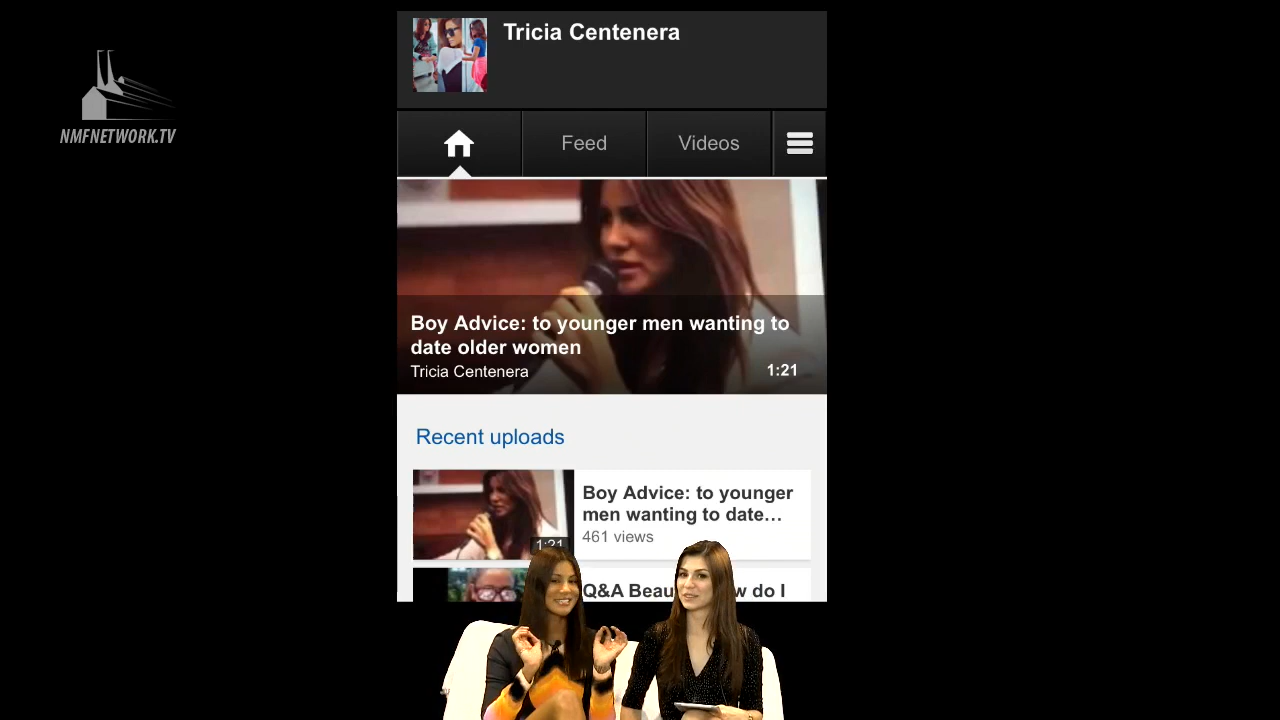 NMFNETWORK.TV
Tricia Centenera
Feed
Videos
Boy Advice: to younger men wanting to
date older women
Tricia Centenera
1:21
Recent uploads
Boy Advice: to younger
men wanting to date…
461 views
1:21
Q&A
do I